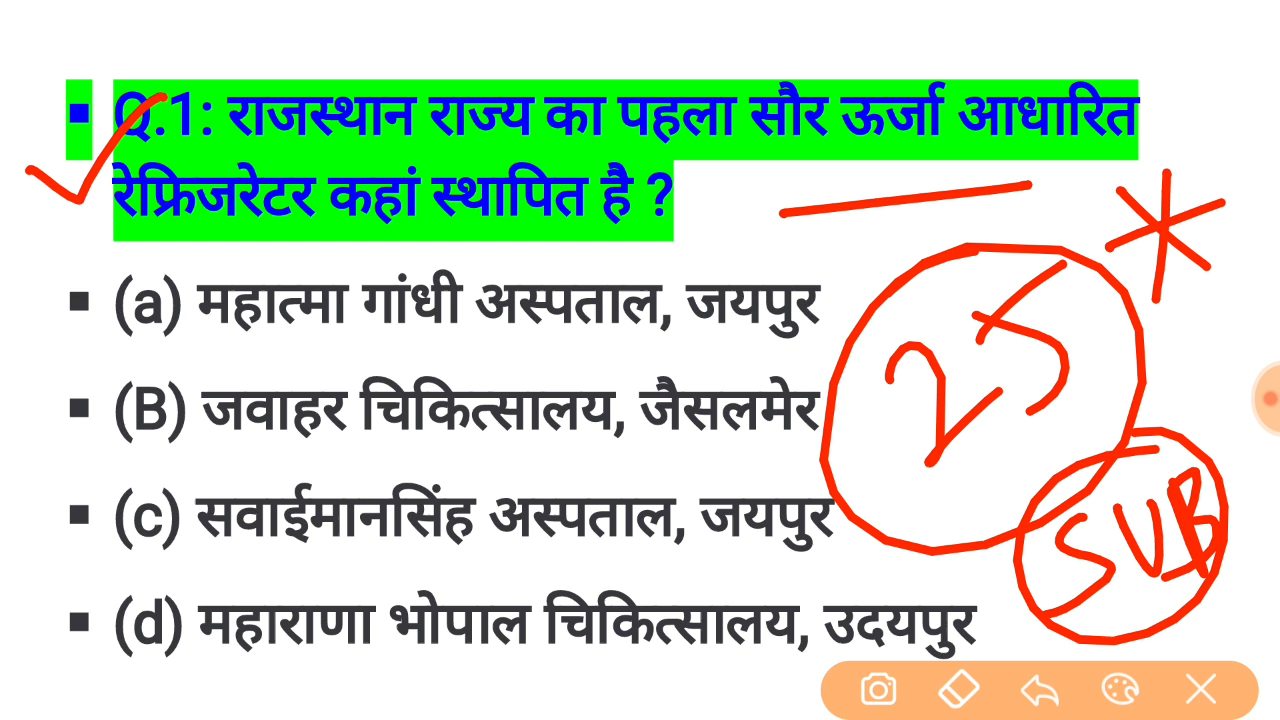 Q.1: राजस्थान राज्य का पहला सौर ऊर्जा आधारित
रेफ्रिजरेटर कहां स्थापित है ?
(a) महात्मा गांधी अस्पताल, जयपुर
(B) जवाहर चिकित्सालय, जैसलमेर
(c) सवाईमानसिंह अस्पताल, जयपुर
(d) महाराणा भोपाल चिकित्सालय, उदयपुर
25
SUB